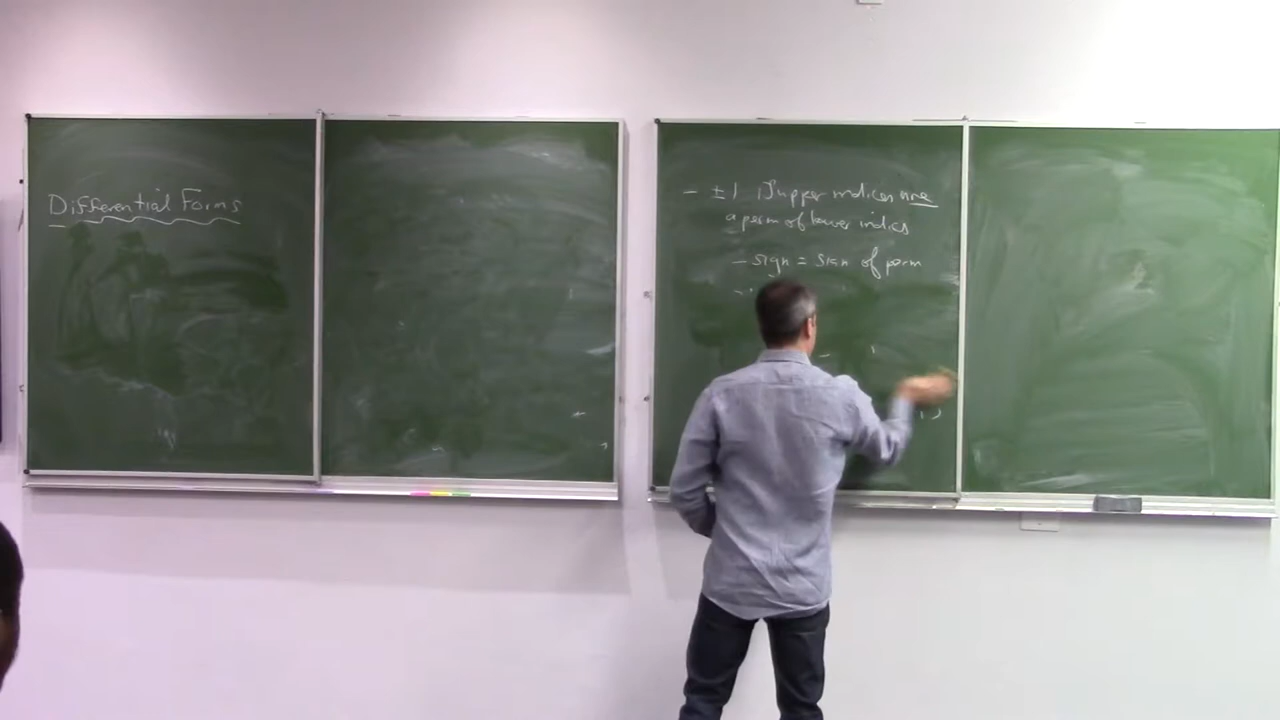 Differential Forms
- ±1 if upper indices are
a perm of lower indices
- sign = sign of perm